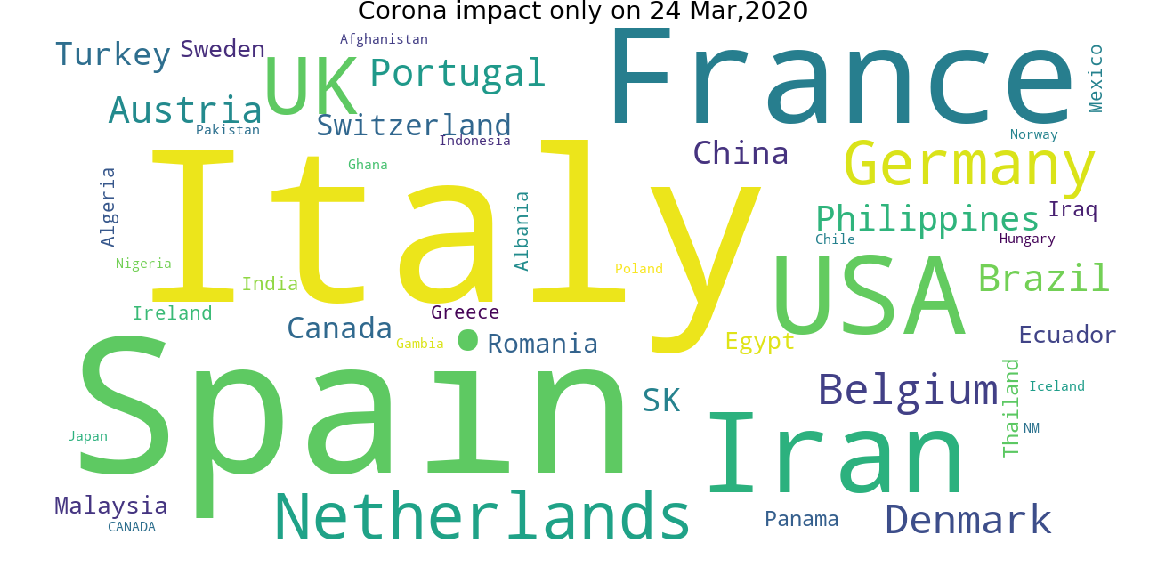 Corona impact only on 24 Mar,2020
Turkey
Sweden
Afghanistan
UK
Portugal
France
Mexico
Austria
Pakistan
Switzerland
Indonesia
Norway
China
Germany
Ghana
Italy
Algeria
Albania
Philippines
Iraq
Chile
Hungary
Nigeria
India
Poland
USA
Brazil
Ireland
Greece
Canada
Gambia
Romania
Egypt
Ecuador
Spain
SK
Belgium
Thailand
Iceland
Japan
Iran
NM
Malaysia
CANADA
Netherlands
Panama
Denmark